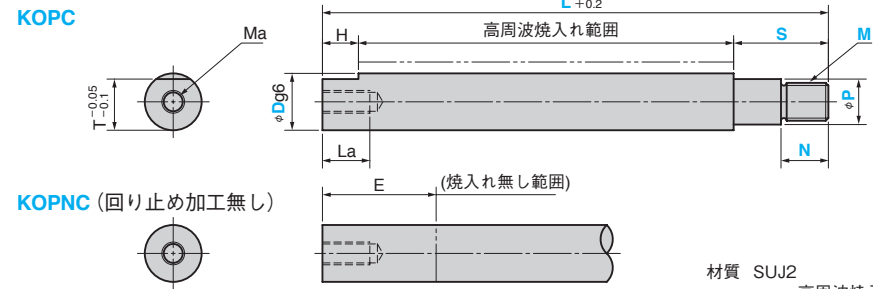 KOPC
L +0.2
H
高周波焼入れ範囲
S
M
Ma
T -0.05 -0.1
φDg6
φP
La
N
KOPNC (回り止め加工無し)
E
(焼入れ無し範囲)
材質 SUJ2